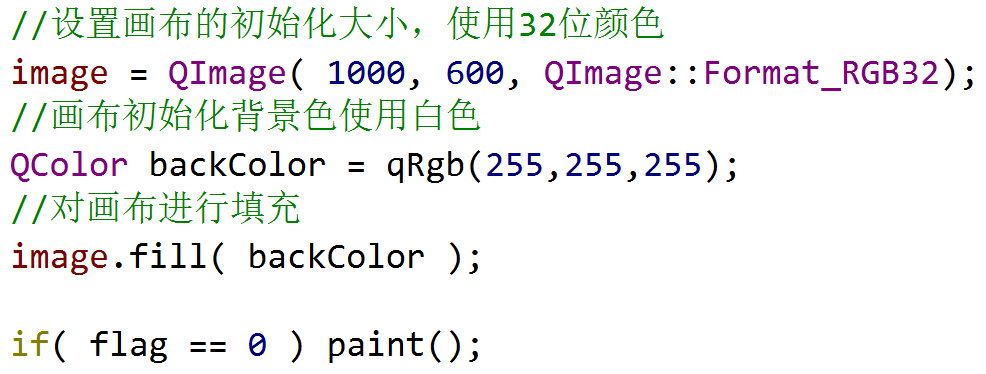 //设置画布的初始化大小，使用32位颜色
image = QImage( 1000, 600, QImage::Format_RGB32);
//画布初始化背景色使用白色
QColor backColor = qRgb(255,255,255);
//对画布进行填充
image.fill( backColor );
if( flag == 0 ) paint();